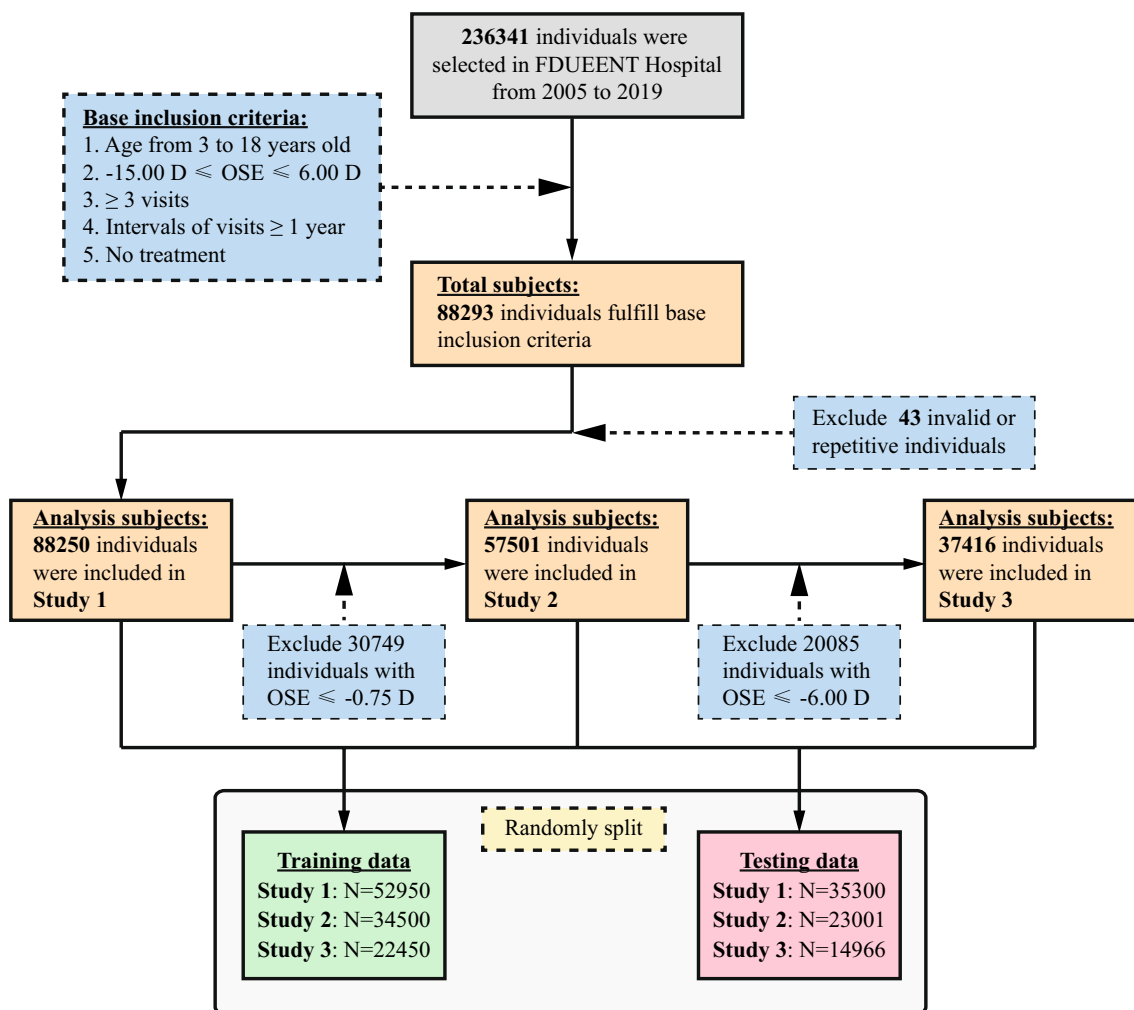 236341 individuals were
selected in FDUEENT Hospital
from 2005 to 2019
Base inclusion criteria:
1. Age from 3 to 18 years old
2. -15.00 D ⩽ OSE ⩽ 6.00 D
3. ≥ 3 visits
4. Intervals of visits ≥ 1 year
5. No treatment
Total subjects:
88293 individuals fulfill base
inclusion criteria
Exclude 43 invalid or
repetitive individuals
Analysis subjects:
88250 individuals
were included in
Study 1
Analysis subjects:
57501 individuals
were included in
Study 2
Analysis subjects:
37416 individuals
were included in
Study 3
Exclude 30749
individuals with
OSE ⩽ -0.75 D
Exclude 20085
individuals with
OSE ⩽ -6.00 D
Randomly split
Training data
Study 1: N=52950
Study 2: N=34500
Study 3: N=22450
Testing data
Study 1: N=35300
Study 2: N=23001
Study 3: N=14966